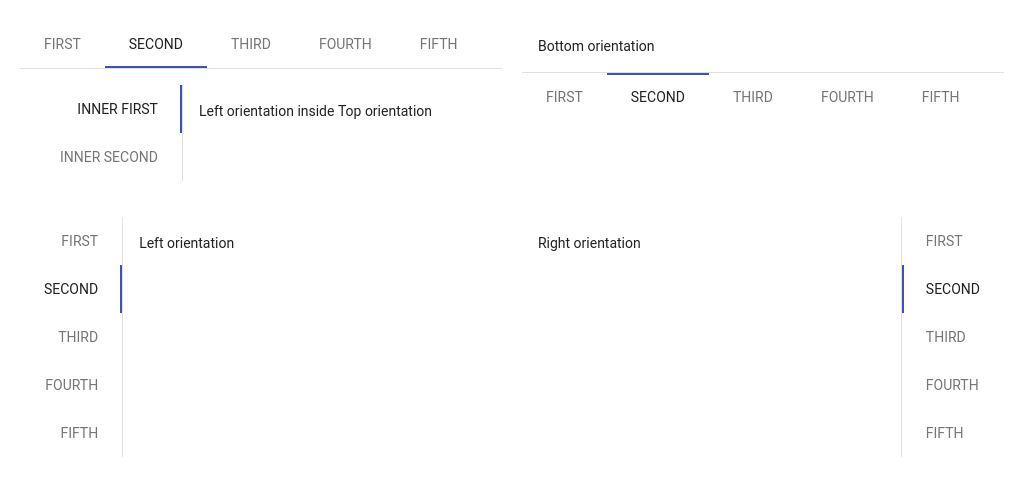 FIRST SECOND THIRD FOURTH FIFTH
INNER FIRST Left orientation inside Top orientation
INNER SECOND
Bottom orientation
FIRST SECOND THIRD FOURTH FIFTH
FIRST Left orientation
SECOND
THIRD
FOURTH
FIFTH
Right orientation FIRST
SECOND
THIRD
FOURTH
FIFTH